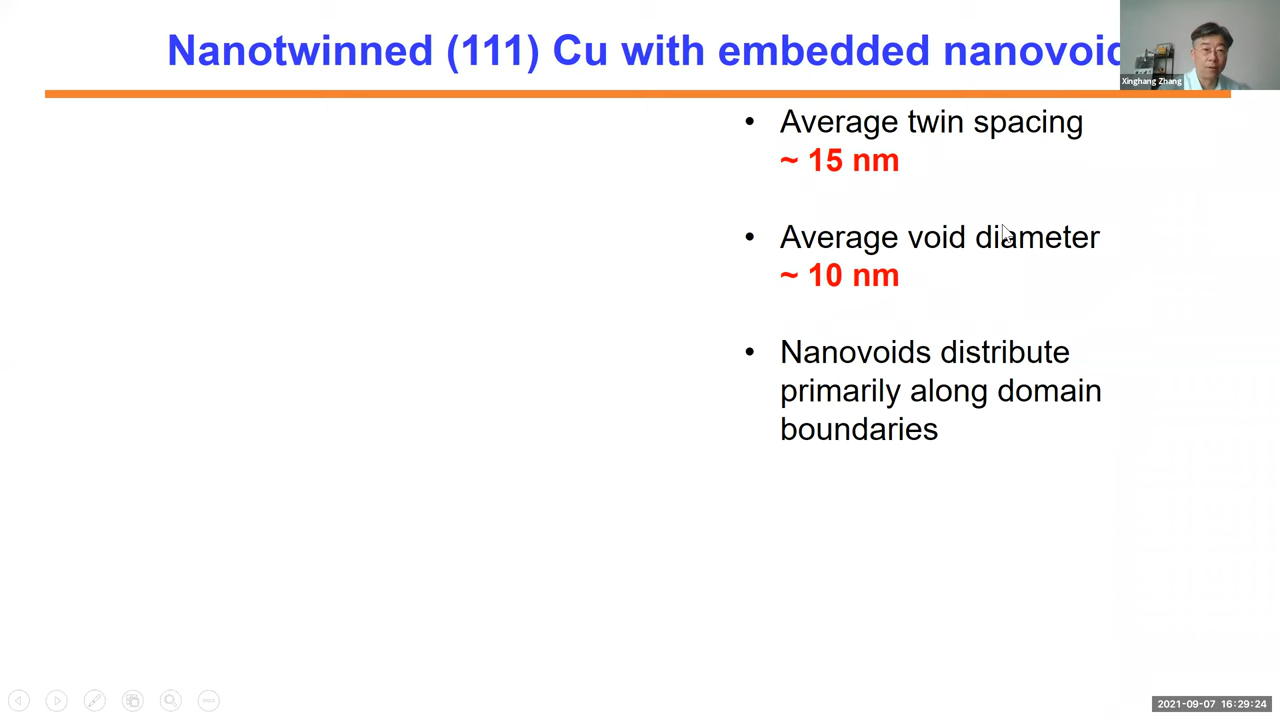 Nanotwinned (111) Cu with embedded nanovoid
Xinghang Zhang
• Average twin spacing
~ 15 nm
• Average void diameter
~ 10 nm
• Nanovoids distribute
primarily along domain
boundaries
2021-09-07 16:29:24